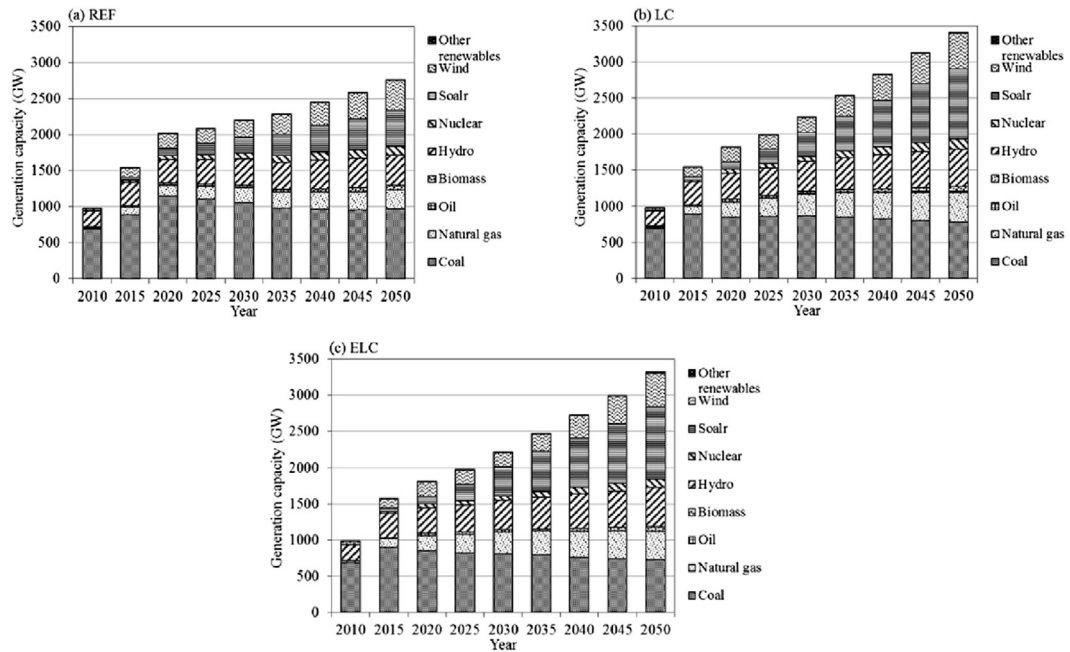 (a) REF
3500
3000
2500
2000
1500
1000
500
0
Generation capacity (GW)
2010 2015 2020 2025 2030 2035 2040 2045 2050
Year
Other
renewables
Wind
Soalr
Nuclear
Hydro
Biomass
Oil
Natural gas
Coal
(b) LC
3500
3000
2500
2000
1500
1000
500
0
Generation capacity (GW)
2010 2015 2020 2025 2030 2035 2040 2045 2050
Year
Other
renewables
Wind
Soalr
Nuclear
Hydro
Biomass
Oil
Natural gas
Coal
(c) ELC
3500
3000
2500
2000
1500
1000
500
0
Generation capacity (GW)
2010 2015 2020 2025 2030 2035 2040 2045 2050
Year
Other
renewables
Wind
Soalr
Nuclear
Hydro
Biomass
Oil
Natural gas
Coal